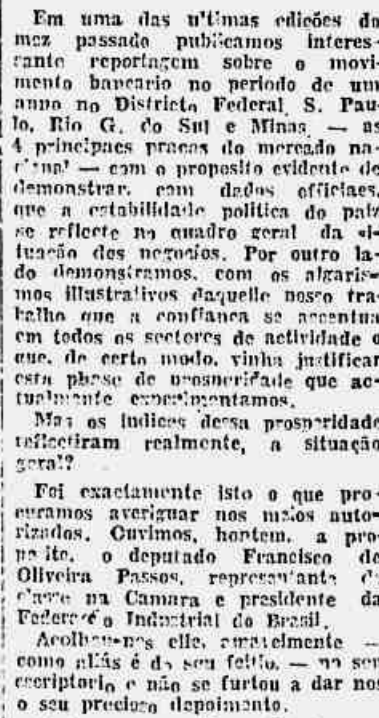 Em uma das ultimas edições do
mez passado publicamos interes-
sante reportagem sobre o movi-
mento bancario no periodo de um
anno no Districto Federal, S. Pau-
lo, Rio G. do Sul e Minas — as
4 principaes praças do mercado na-
cional — com o proposito evidente de
demonstrar, com dados officiaes,
que a estabilidade politica do paiz
se reflecte no quadro geral da si-
tuação dos negocios. Por outro la-
do demonstramos, com os algaris-
mos illustrativos daquelle nosso tra-
balho que a confiança se accentua
em todos os sectores de actividade o
que, de certo modo, vinha justificar
esta phase de prosperidade que ac-
tualmente experimentamos.
Mas os indices dessa prosperidade
reflectiram realmente, a situação
geral?
Foi exactamente isto o que pro-
curamos averiguar nos meios auto-
rizados. Ouvimos, hontem, a pro-
posito, o deputado Francisco de
Oliveira Passos, representante da
classe na Camara e presidente da
Federação Industrial do Brasil.
Acolheu-nos elle, amavelmente —
como aliás é do seu feitio, — no seu
escriptorio e não se furtou a dar nos
o seu precioso depoimento.